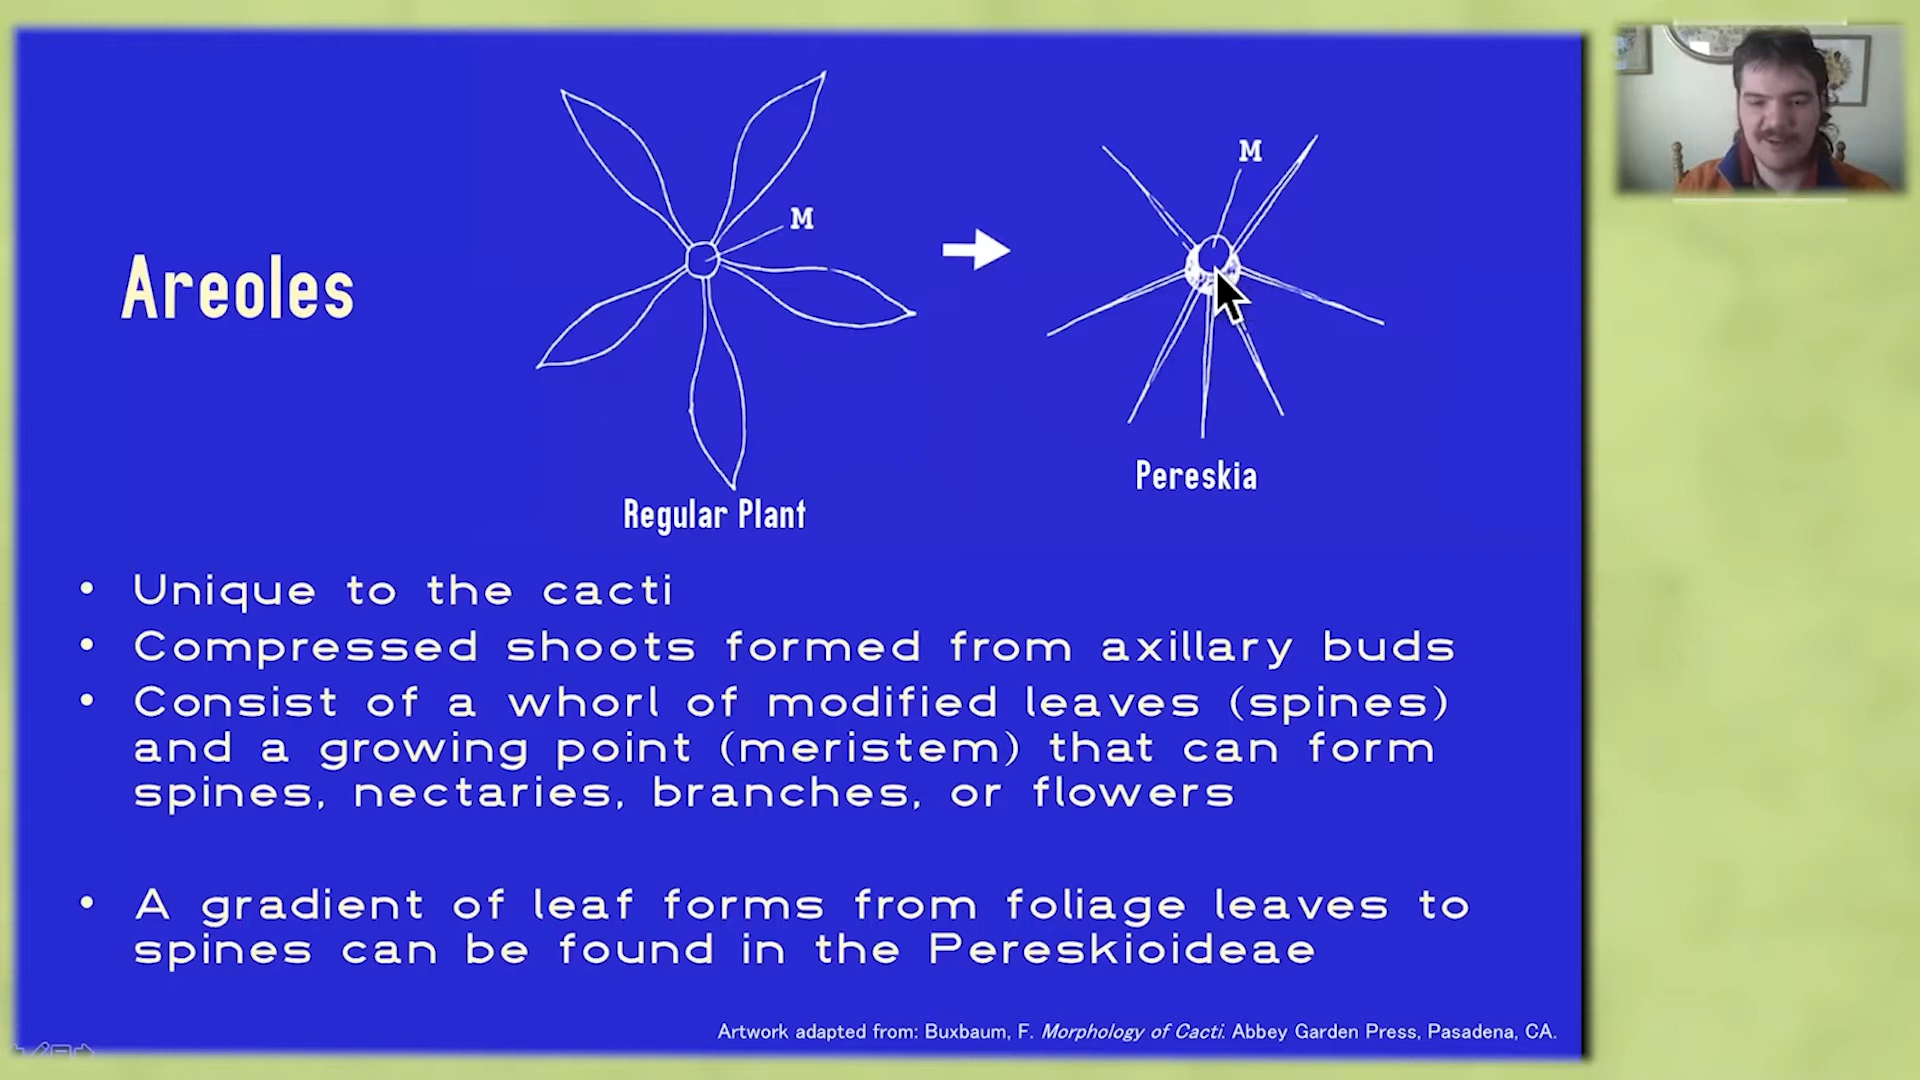 M
M
Areoles
Pereskia
Regular Plant
• Unique to the cacti
• Compressed shoots formed from axillary buds
• Consist of a whorl of modified leaves (spines)
and a growing point (meristem) that can form
spines, nectaries, branches, or flowers
• A gradient of leaf forms from foliage leaves to
spines can be found in the Pereskioideae
Artwork adapted from: Buxbaum, F. Morphology of Cacti. Abbey Garden Press, Pasadena, CA.